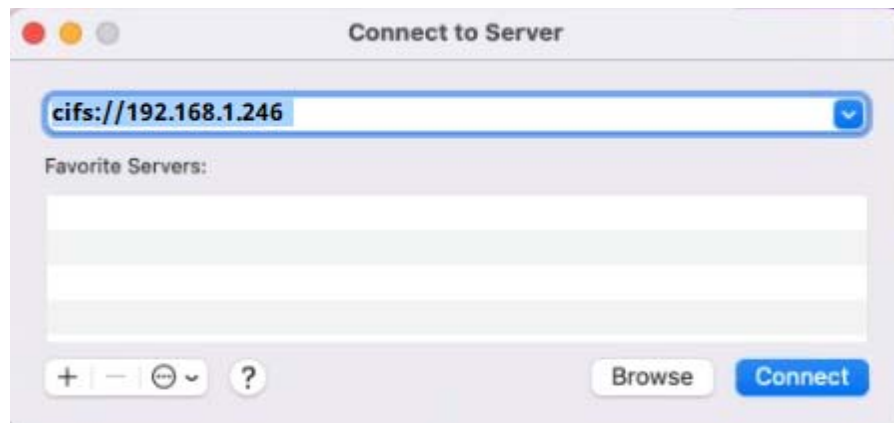 Connect to Server
cifs://192.168.1.246
Favorite Servers:
+ − ?
Browse Connect